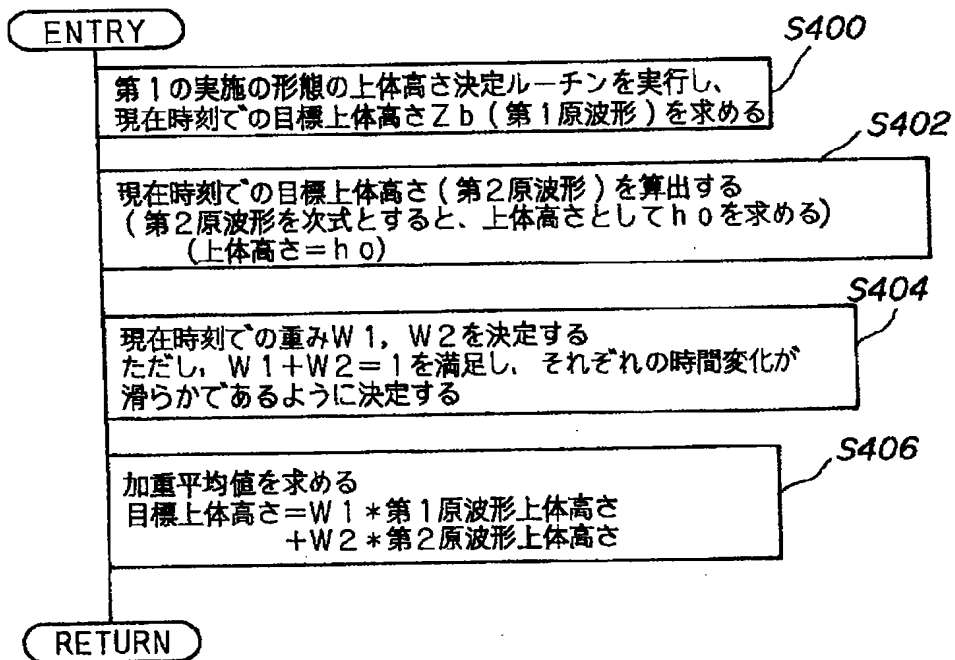 ENTRY
S400
第1の実施の形態の上体高さ決定ルーチンを実行し、
現在時刻での目標上体高さZb(第1原波形)を求める
S402
現在時刻での目標上体高さ(第2原波形)を算出する
(第2原波形を次式とすると、上体高さとしてhoを求める)
(上体高さ=ho)
S404
現在時刻での重みW1, W2を決定する
ただし, W1+W2=1を満足し, それぞれの時間変化が
滑らかであるように決定する
S406
加重平均値を求める
目標上体高さ=W1*第1原波形上体高さ
+W2*第2原波形上体高さ
RETURN